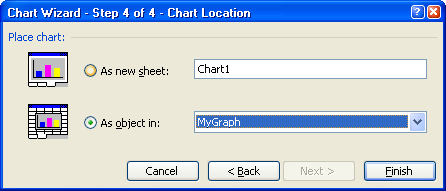 Chart Wizard - Step 4 of 4 - Chart Location
Place chart:
As new sheet: Chart1
As object in: MyGraph
Cancel < Back Next > Finish